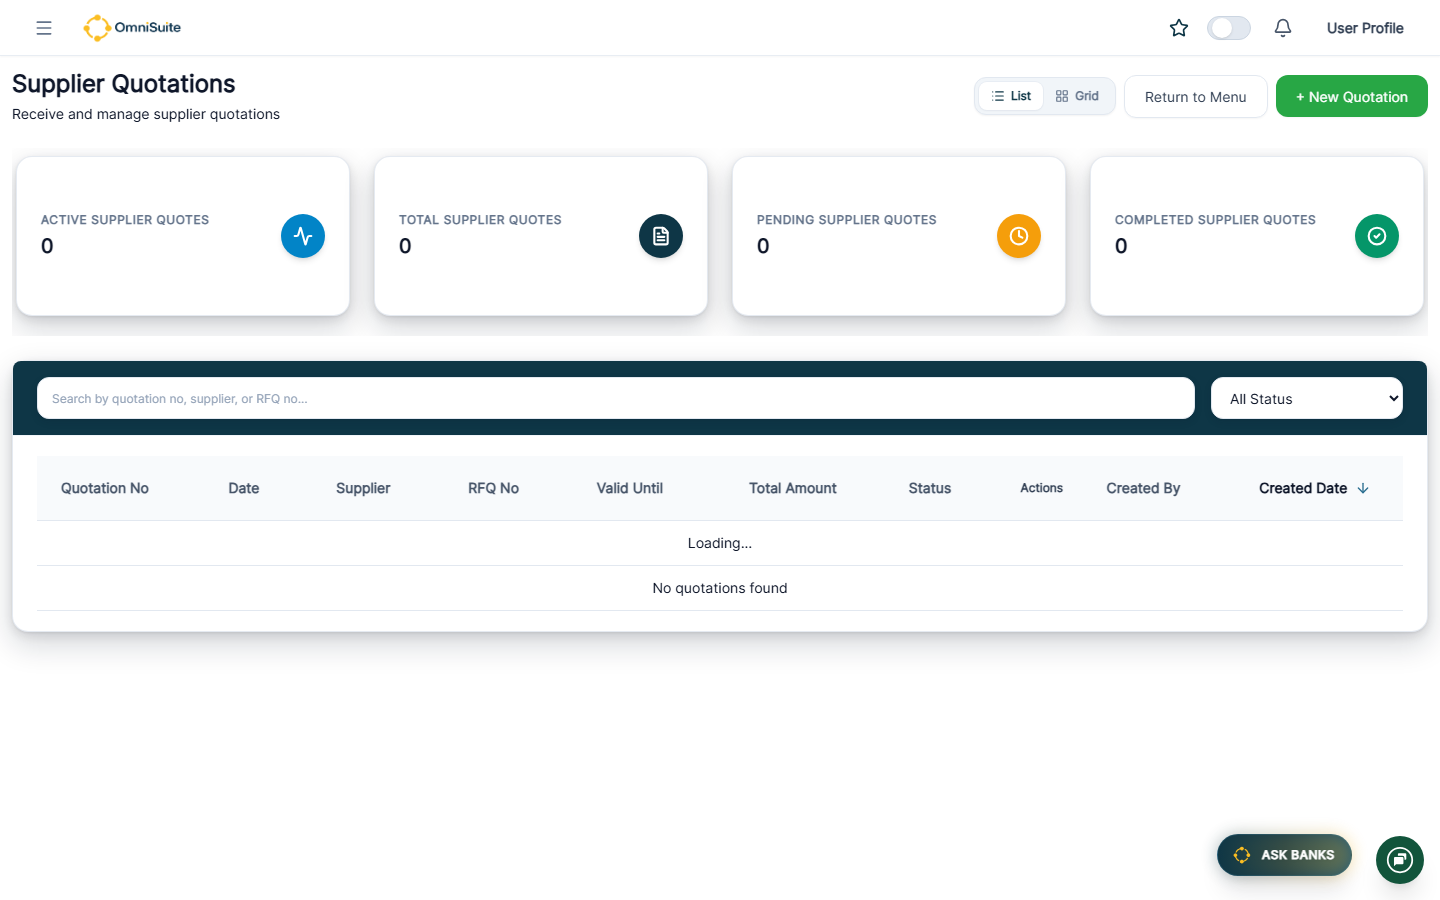 OmniSuite
User Profile
Supplier Quotations
Receive and manage supplier quotations
List
Grid
Return to Menu
+ New Quotation
ACTIVE SUPPLIER QUOTES
0
TOTAL SUPPLIER QUOTES
0
PENDING SUPPLIER QUOTES
0
COMPLETED SUPPLIER QUOTES
0
Search by quotation no, supplier, or RFQ no...
All Status
Quotation No Date Supplier RFQ No Valid Until Total Amount Status Actions Created By Created Date
Loading...
No quotations found
ASK BANKS